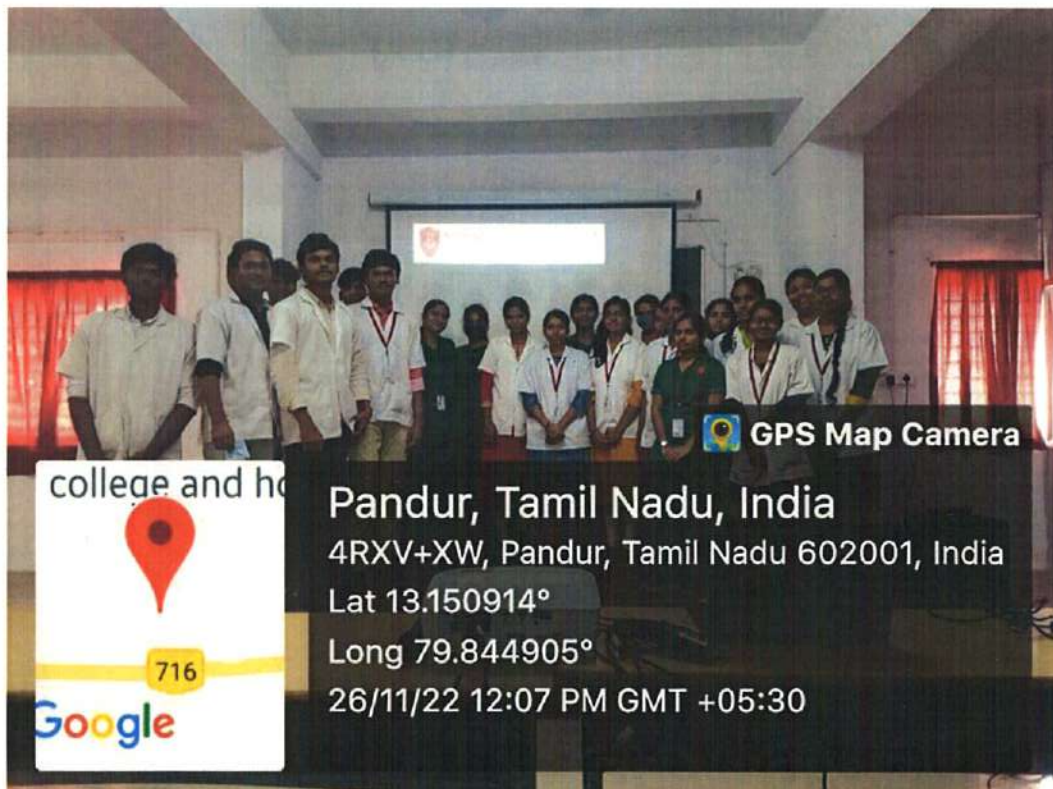 GPS Map Camera
college and ho
716
Google
Pandur, Tamil Nadu, India
4RXV+XW, Pandur, Tamil Nadu 602001, India
Lat 13.150914°
Long 79.844905°
26/11/22 12:07 PM GMT +05:30